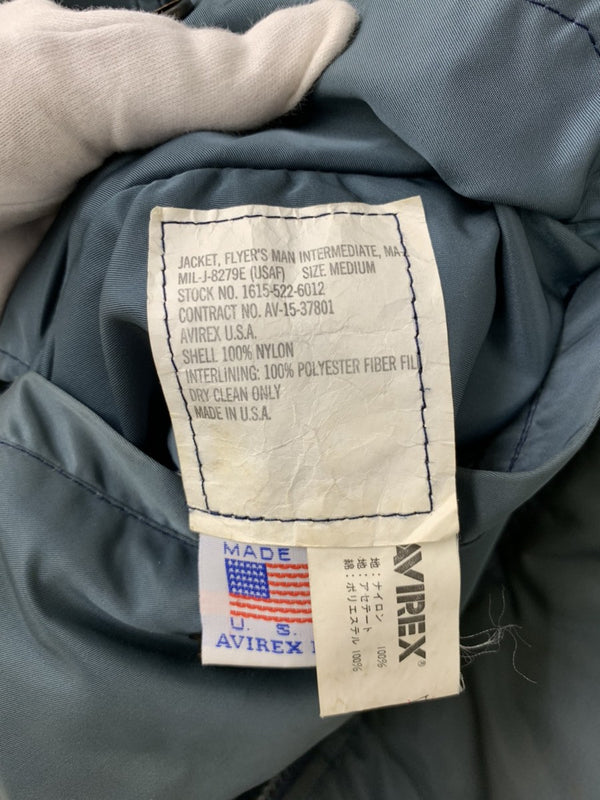 JACKET, FLYER'S MAN INTERMEDIATE, MA-
MIL-J-8279E (USAF) SIZE MEDIUM
STOCK NO. 1615-522-6012
CONTRACT NO. AV-15-37801
AVIREX U.S.A.
SHELL 100% NYLON
INTERLINING: 100% POLYESTER FIBER FIL
DRY CLEAN ONLY
MADE IN U.S.A.
MADE
U. S.
AVIREX
AVIREX®
地:ナイロン 100%
地:アセテート
綿:ポリエステル 100%